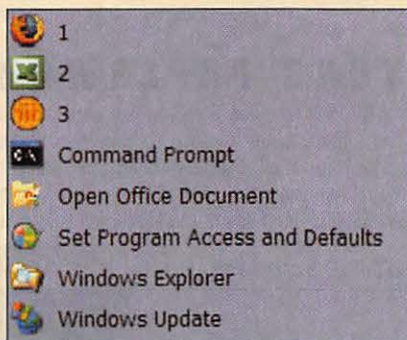 1
2
3
Command Prompt
Open Office Document
Set Program Access and Defaults
Windows Explorer
Windows Update